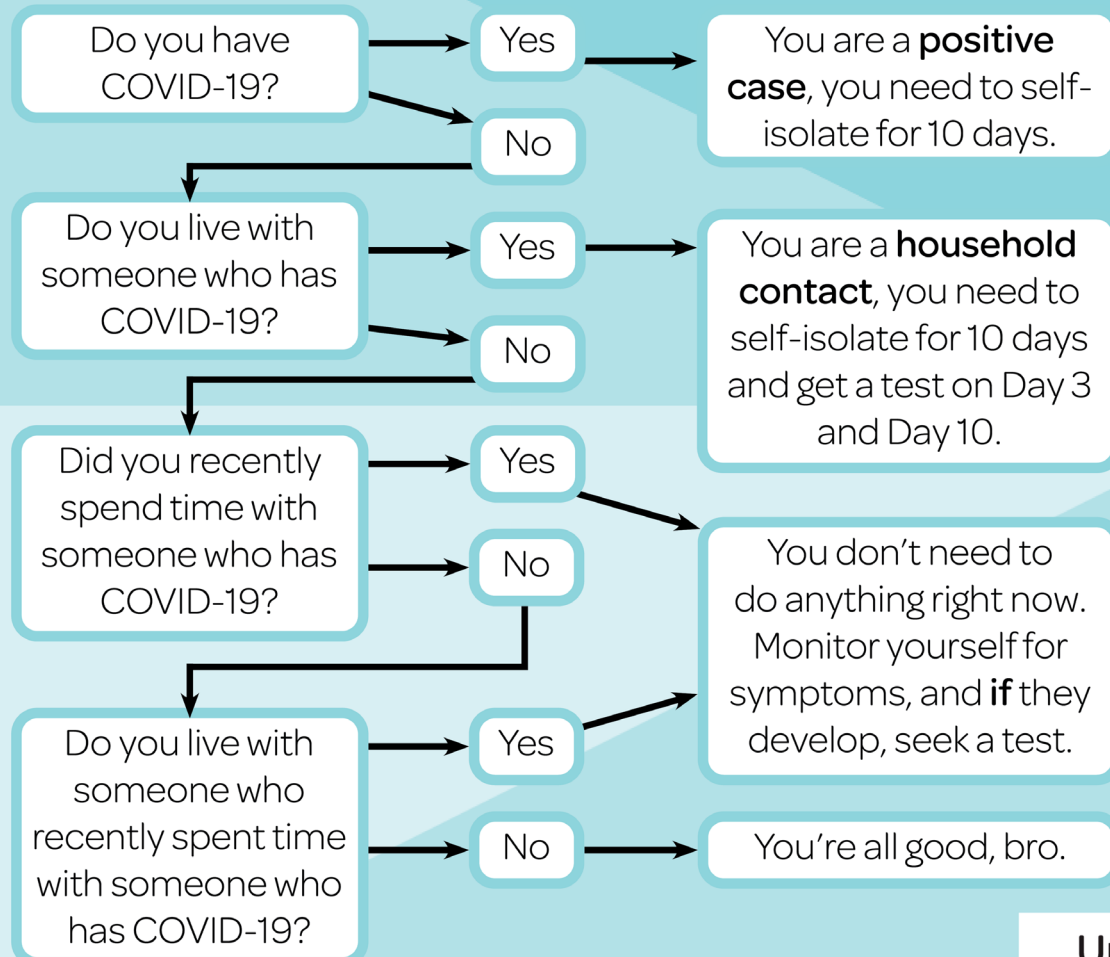 Do you have
COVID-19?
Yes
You are a positive
case, you need to self-
isolate for 10 days.
No
Do you live with
someone who has
COVID-19?
Yes
You are a household
contact, you need to
self-isolate for 10 days
and get a test on Day 3
and Day 10.
No
Did you recently
spend time with
someone who has
COVID-19?
Yes
No
You don’t need to
do anything right now.
Monitor yourself for
symptoms, and if they
develop, seek a test.
Do you live with
someone who
recently spent time
with someone who
has COVID-19?
Yes
No
You’re all good, bro.